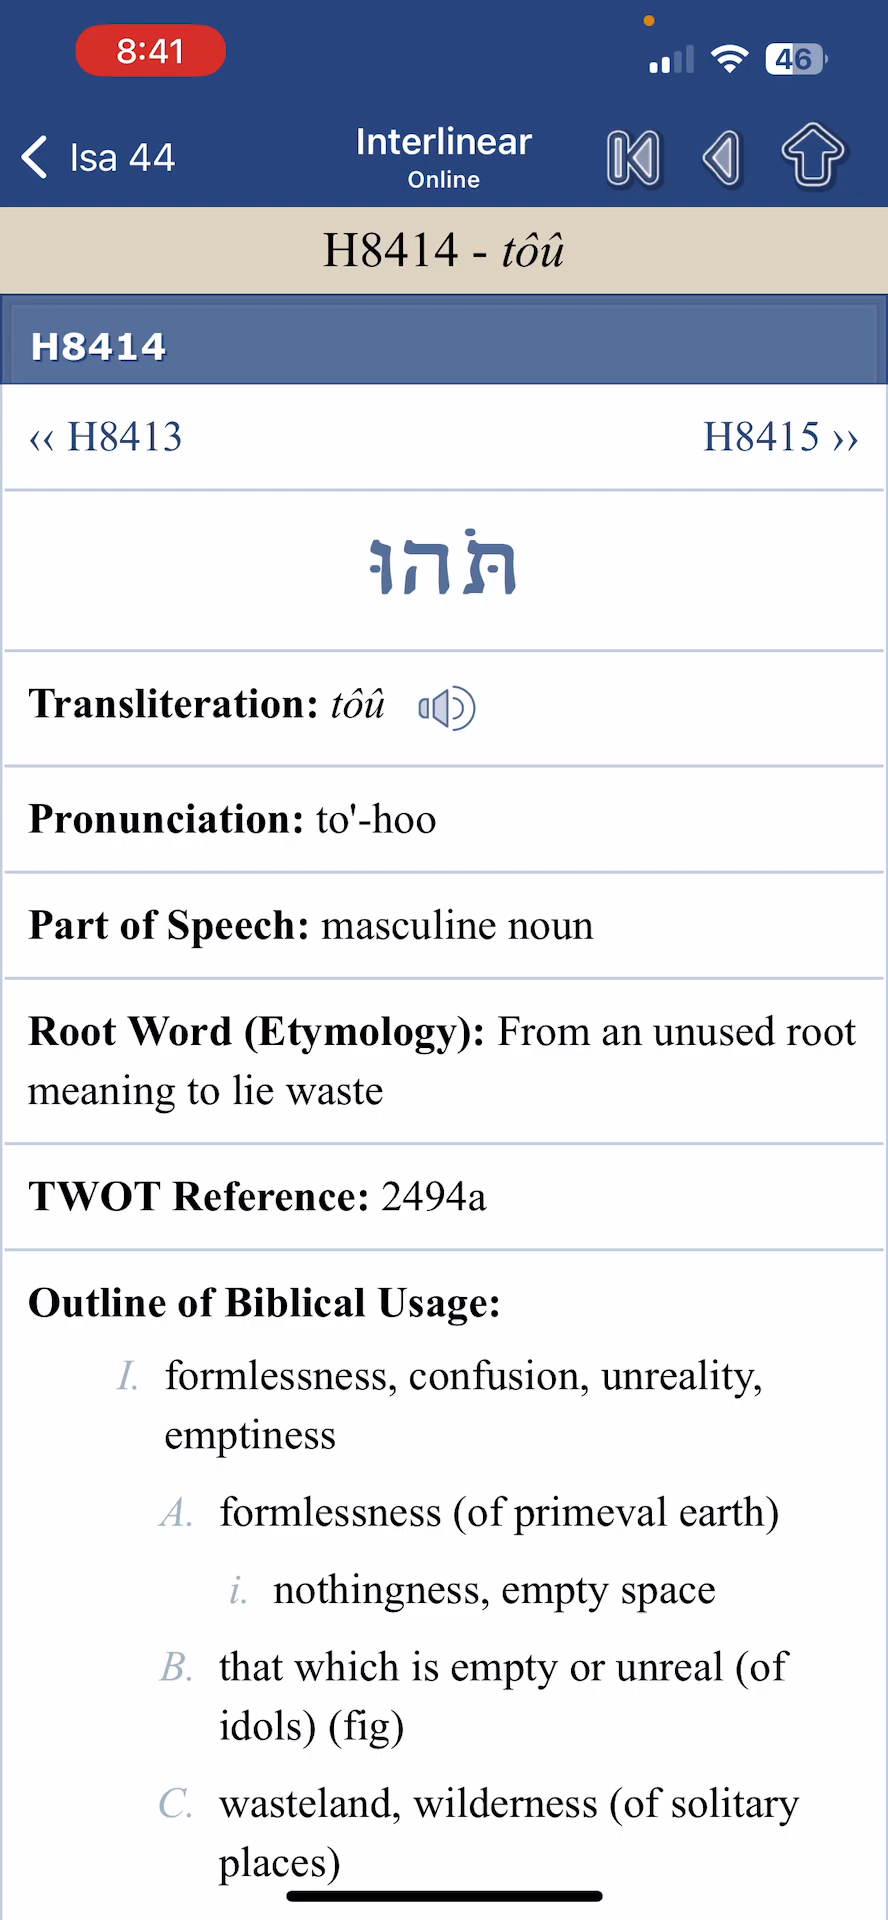 8:41
46
Isa 44
Interlinear
Online
H8414 - tôû
H8414
‹‹ H8413
H8415 ››
תֹּהוּ
Transliteration: tôû
Pronunciation: to'-hoo
Part of Speech: masculine noun
Root Word (Etymology): From an unused root
meaning to lie waste
TWOT Reference: 2494a
Outline of Biblical Usage:
I. formlessness, confusion, unreality,
emptiness
A. formlessness (of primeval earth)
i. nothingness, empty space
B. that which is empty or unreal (of
idols) (fig)
C. wasteland, wilderness (of solitary
places)